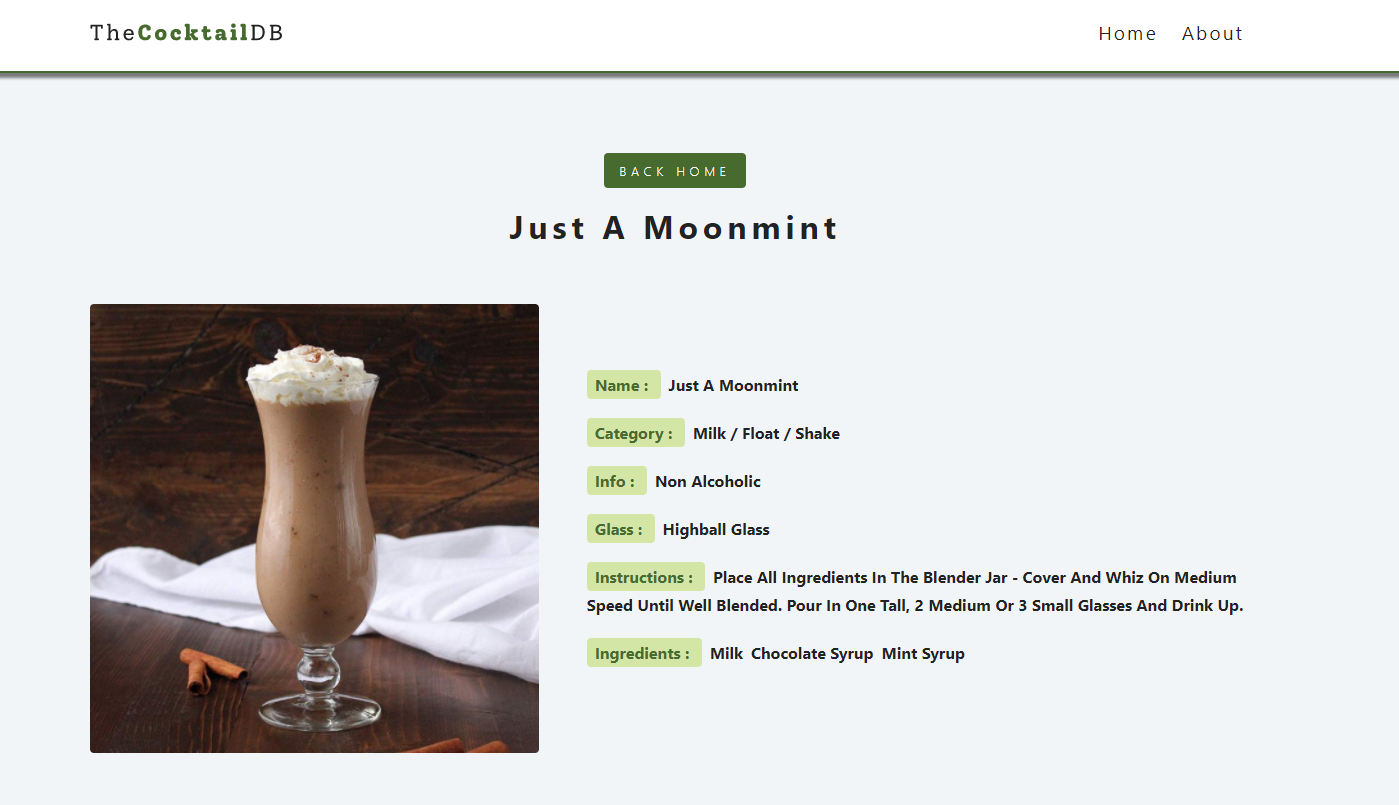 TheCocktailDB
Home About
BACK HOME
Just A Moonmint
Name : Just A Moonmint
Category : Milk / Float / Shake
Info : Non Alcoholic
Glass : Highball Glass
Instructions : Place All Ingredients In The Blender Jar - Cover And Whiz On Medium
Speed Until Well Blended. Pour In One Tall, 2 Medium Or 3 Small Glasses And Drink Up.
Ingredients : Milk Chocolate Syrup Mint Syrup